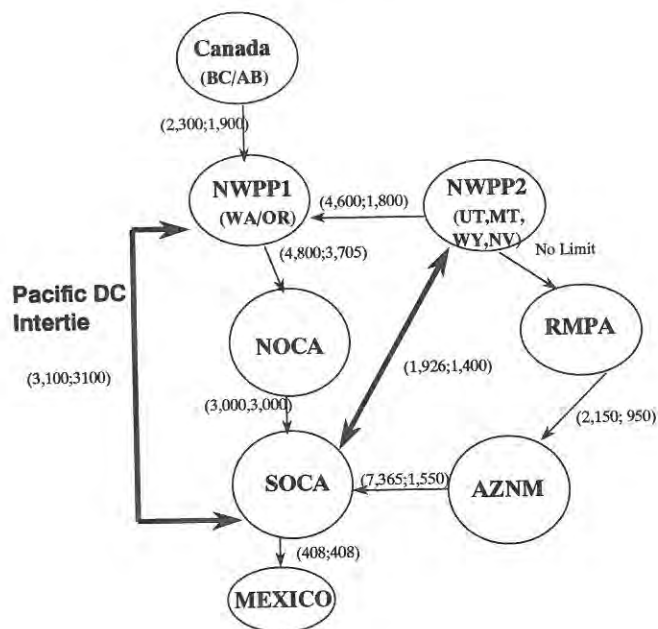 Canada
(BC/AB)
(2,300;1,900)
NWPP1
(WA/OR)
(4,600;1,800)
NWPP2
(UT,MT,
WY,NV)
(4,800;3,705)
No Limit
Pacific DC
Intertie
(3,100;3100)
NOCA
RMPA
(1,926;1,400)
(3,000,3,000)
(2,150; 950)
SOCA
(7,365;1,550)
AZNM
(408;408)
MEXICO